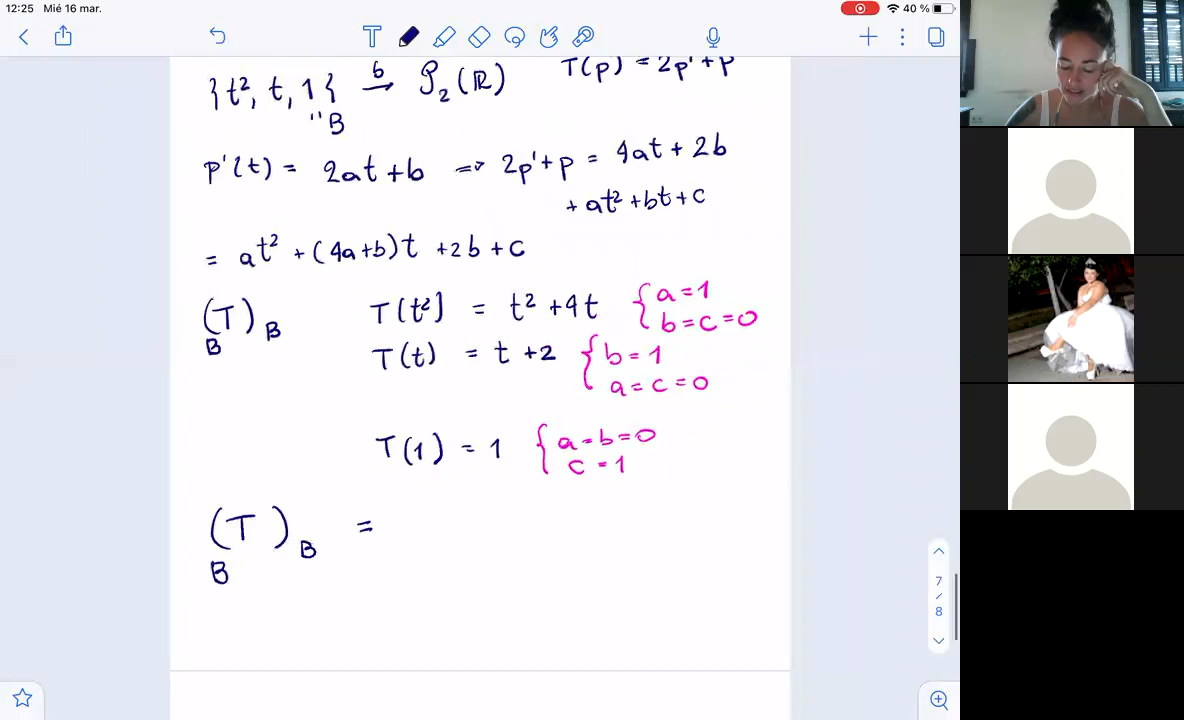 12:25 Mié 16 mar.
40 %
}t², t, 1{ →ᵇ 𝒫₂(ℝ) T(p) = 2p'+p
"B
p'(t) = 2at + b => 2p'+p = 4at + 2b
+ at² + bt + c
= at² + (4a+b)t + 2b + c
(T) T(t²) = t² + 4t { a = 1
B B b = c = 0
T(t) = t + 2 { b = 1
a = c = 0
T(1) = 1 { a = b = 0
c = 1
(T) =
B B
7
/
8